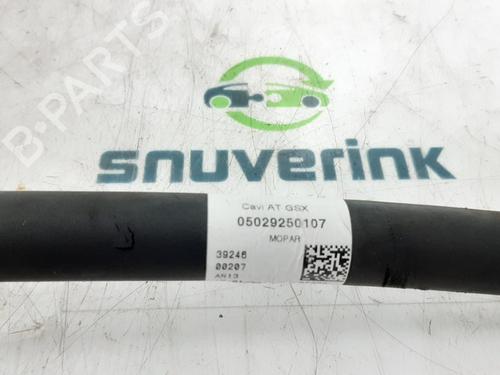 B-PARTS
snuverink
Cavi AT GSX
05029250107
MOPAR
39246
00207
AN13